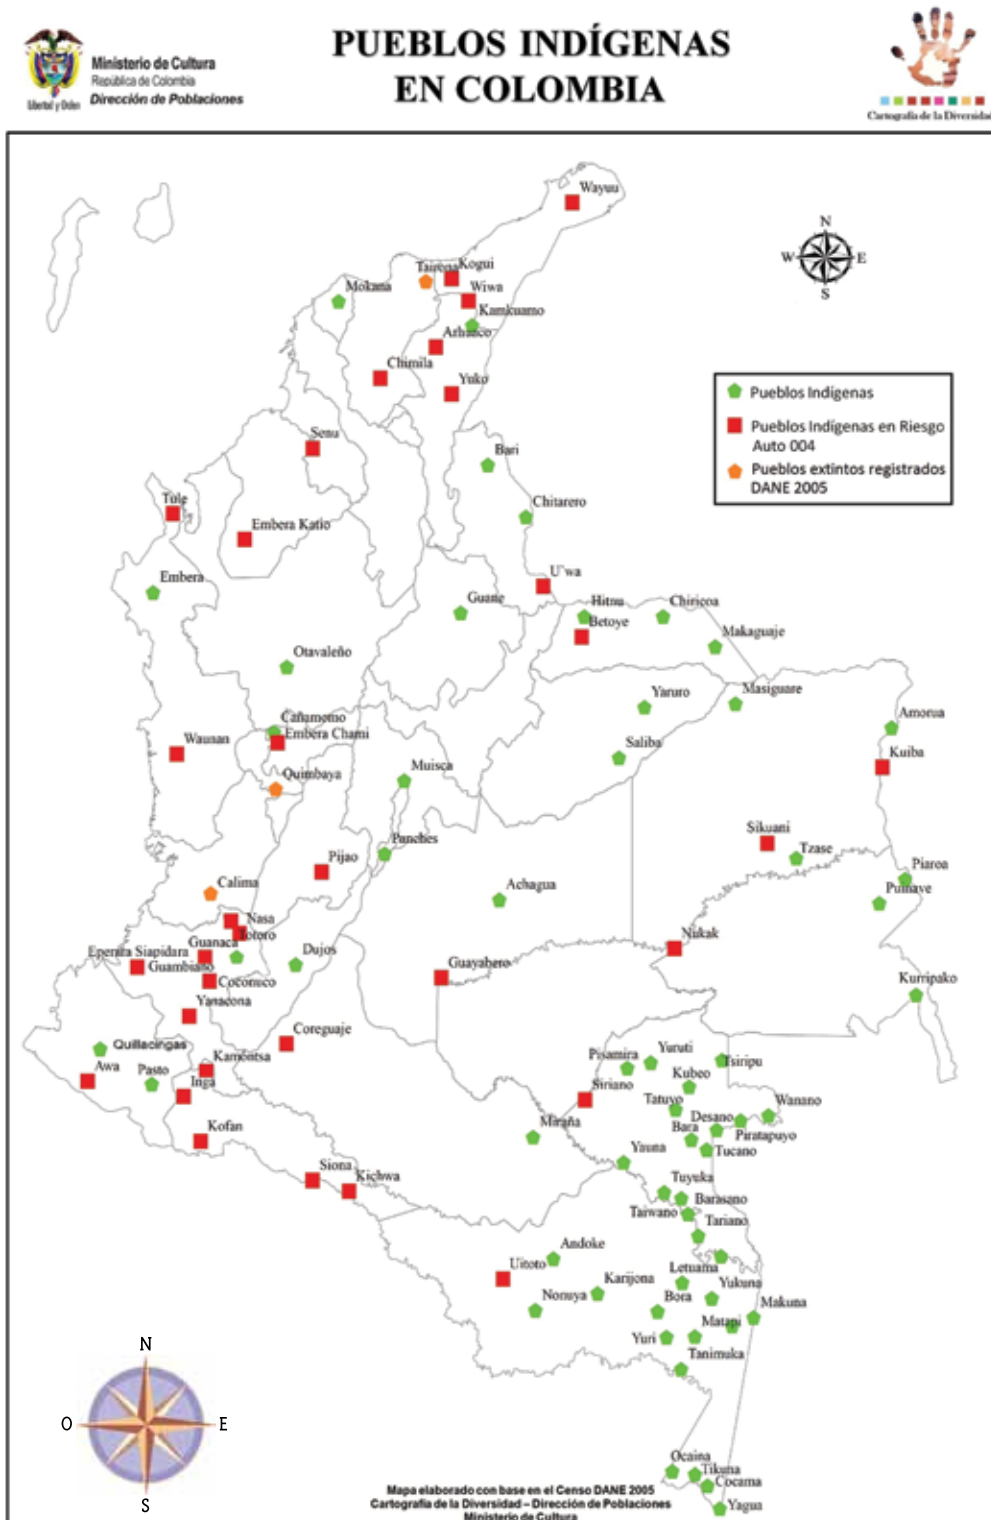 Ministerio de Cultura
República de Colombia
Dirección de Poblaciones
Libertad y Orden
PUEBLOS INDÍGENAS
EN COLOMBIA
Cartografía de la Diversidad
N
W E
S
Pueblos Indígenas
Pueblos Indígenas en Riesgo
Auto 004
Pueblos extintos registrados
DANE 2005
Wayuu
Tairona
Kogui
Mokana
Wiwa
Kamkuamo
Arhuaco
Chimila
Yuko
Senu
Bari
Tule
Chitarero
Embera Katio
U'wa
Embera
Guane
Hitnu
Chiricoa
Betoye
Makaguaje
Otavaleño
Yaruro
Masiguare
Cañamomo
Amorua
Waunan
Embera Chami
Saliba
Kuiba
Quimbaya
Muisca
Sikuani
Panches
Tzase
Pijao
Piaroa
Calima
Achagua
Puinave
Nasa
Totoro
Guanaca
Nukak
Eperara Siapidara
Dujos
Guambiano
Guayabero
Coconuco
Kurripako
Yanacona
Coreguaje
Quillacingas
Yuruti
Tsiripu
Awa
Pasto
Kamëntsa
Pisamira
Inga
Kubeo
Siriano
Tatuyo
Wanano
Kofan
Miraña
Desano
Bara
Piratapuyo
Yauna
Tucano
Siona
Kichwa
Tuyuka
Barasano
Taiwano
Tariano
Uitoto
Andoke
Letuama
Karijona
Yukuna
Nonuya
Bora
Makuna
Matapi
Yuri
Tanimuka
Ocaina
Tikuna
Cocama
Yagua
N
O E
S
Mapa elaborado con base en el Censo DANE 2005
Cartografía de la Diversidad – Dirección de Poblaciones
Ministerio de Cultura